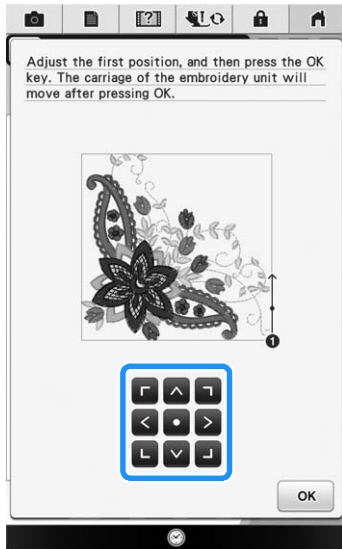 [?]
Adjust the first position, and then press the OK
key. The carriage of the embroidery unit will
move after pressing OK.
1
OK